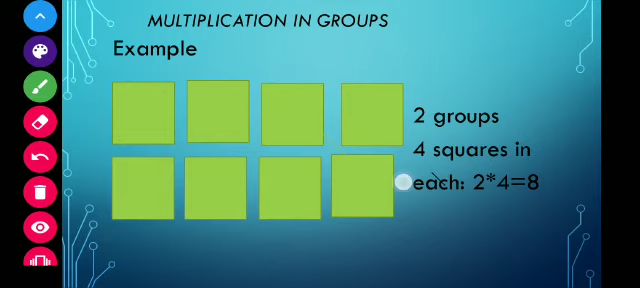 MULTIPLICATION IN GROUPS
Example
2 groups
4 squares in
each: 2*4=8